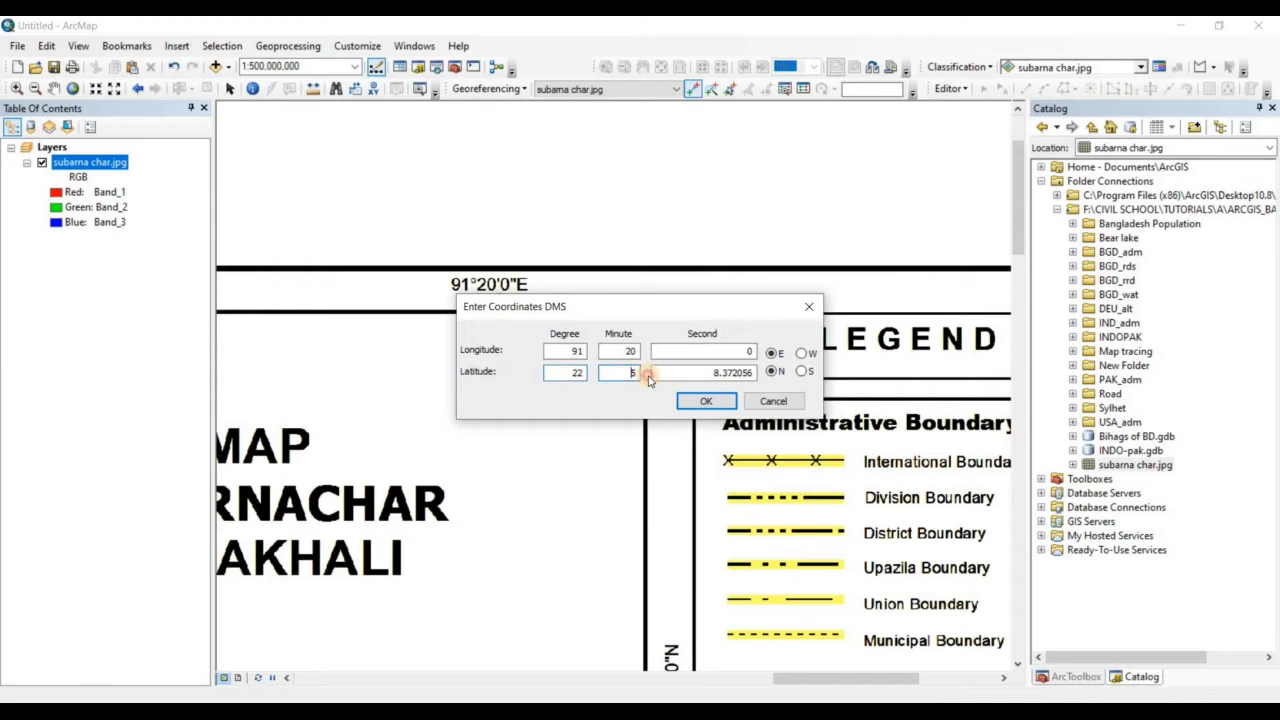 Untitled - ArcMap
File Edit View Bookmarks Insert Selection Geoprocessing Customize Windows Help
1:500,000,000
Classification
subarna char.jpg
Georeferencing
subarna char.jpg
Editor
Table Of Contents
Layers
subarna char.jpg
RGB
Red: Band_1
Green: Band_2
Blue: Band_3
91°20'0"E
Enter Coordinates DMS
Degree Minute Second
Longitude: 91 20 0 E W
Latitude: 22 5 8.372056 N S
OK Cancel
LEGEND
MAP
RNACHAR
AKHALI
Administrative Boundary
International Bounda
Division Boundary
District Boundary
Upazila Boundary
Union Boundary
Municipal Boundary
0"N
Catalog
Location: subarna char.jpg
Home - Documents\ArcGIS
Folder Connections
C:\Program Files (x86)\ArcGIS\Desktop10.8\
F:\CIVIL SCHOOL\TUTORIALS\A\ARCGIS_BA
Bangladesh Population
Bear lake
BGD_adm
BGD_rds
BGD_rrd
BGD_wat
DEU_alt
IND_adm
INDOPAK
Map tracing
New Folder
PAK_adm
Road
Sylhet
USA_adm
Bihags of BD.gdb
INDO-pak.gdb
subarna char.jpg
Toolboxes
Database Servers
Database Connections
GIS Servers
My Hosted Services
Ready-To-Use Services
ArcToolbox Catalog